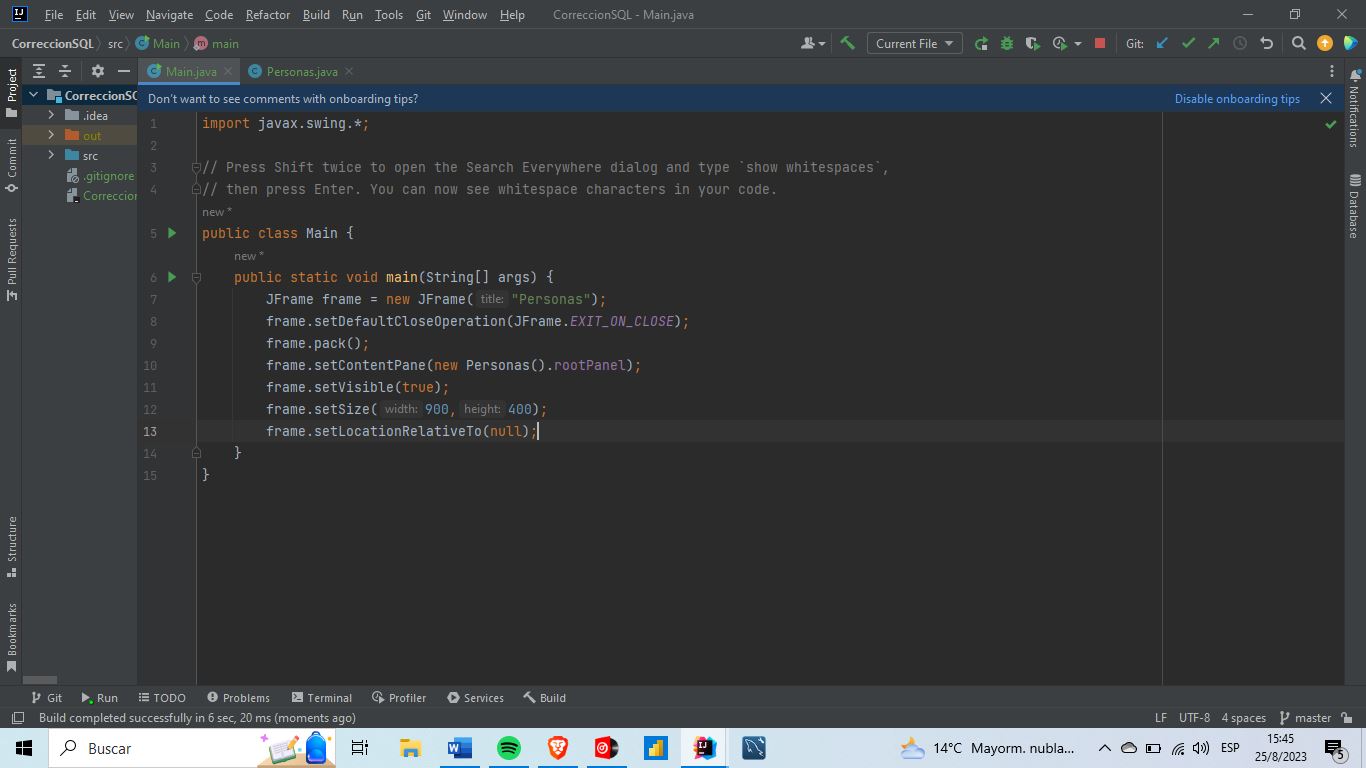 File Edit View Navigate Code Refactor Build Run Tools Git Window Help CorreccionSQL - Main.java
CorreccionSQL src Main main Current File Git:
Project
Commit
Pull Requests
Structure
Bookmarks
CorreccionSQ
.idea
out
src
.gitignore
Correccion
Main.java Personas.java
Don't want to see comments with onboarding tips? Disable onboarding tips
1 import javax.swing.*;
2
3 // Press Shift twice to open the Search Everywhere dialog and type `show whitespaces`,
4 // then press Enter. You can now see whitespace characters in your code.
new *
5 public class Main {
new *
6 public static void main(String[] args) {
7 JFrame frame = new JFrame( title: "Personas");
8 frame.setDefaultCloseOperation(JFrame.EXIT_ON_CLOSE);
9 frame.pack();
10 frame.setContentPane(new Personas().rootPanel);
11 frame.setVisible(true);
12 frame.setSize( width: 900, height: 400);
13 frame.setLocationRelativeTo(null);
14 }
15 }
Notifications
Database
Git Run TODO Problems Terminal Profiler Services Build
Build completed successfully in 6 sec, 20 ms (moments ago) LF UTF-8 4 spaces master
Buscar 14°C Mayorm. nubla... ESP 15:45
25/8/2023 5